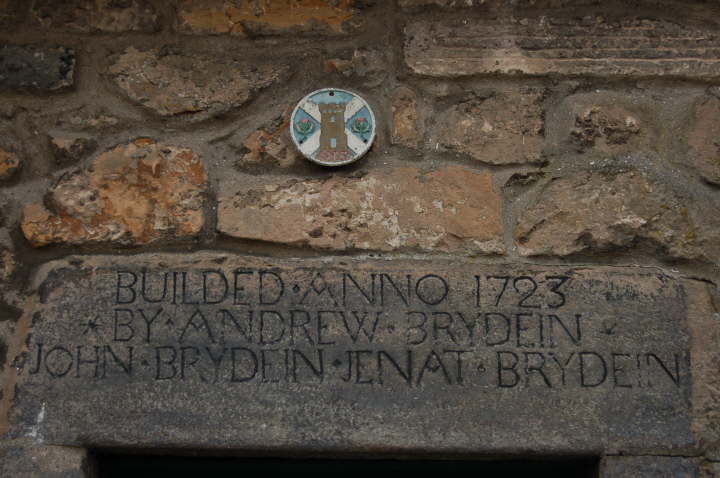 BUILDED · ANNO 1723
* BY · ANDREW · BRYDEIN *
JOHN · BRYDEIN · JENAT · BRYDEIN